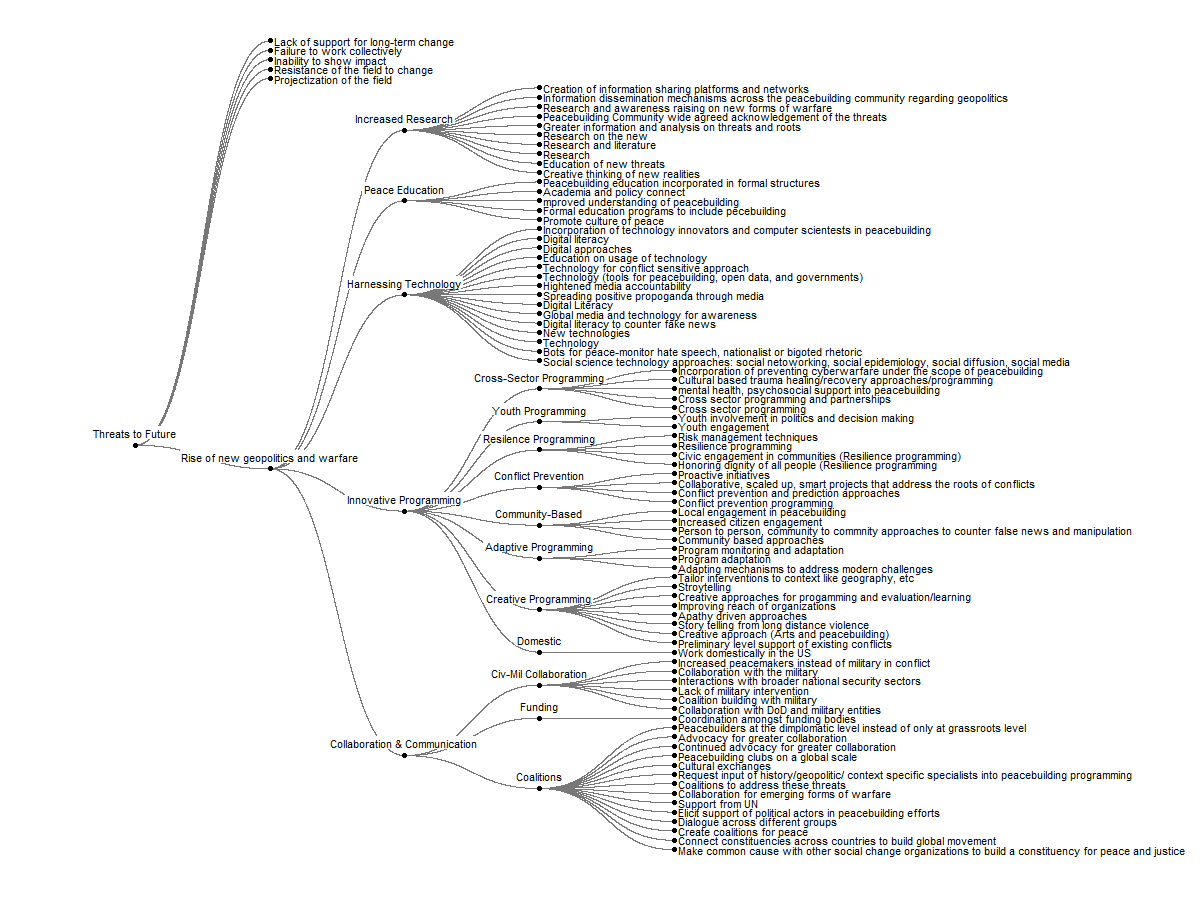 Lack of support for long-term change
Failure to work collectively
Inability to show impact
Resistance of the field to change
Projectization of the field
Creation of information sharing platforms and networks
Information dissemination mechanisms across the peacebuilding community regarding geopolitics
Research and awareness raising on new forms of warfare
Increased Research
Peacebuilding Community wide agreed acknowledgement of the threats
Greater information and analysis on threats and roots
Research on the new
Research and literature
Research
Education of new threats
Creative thinking of new realities
Peacebuilding education incorporated in formal structures
Peace Education
Academia and policy connect
mproved understanding of peacebuilding
Formal education programs to include pecebuilding
Promote culture of peace
Incorporation of technology innovators and computer scientests in peacebuilding
Digital literacy
Digital approaches
Education on usage of technology
Technology for conflict sensitive approach
Technology (tools for peacebuilding, open data, and governments)
Harnessing Technology
Hightened media accountability
Spreading positive propoganda through media
Digital Literacy
Global media and technology for awareness
Digital literacy to counter fake news
New technologies
Technology
Bots for peace-monitor hate speech, nationalist or bigoted rhetoric
Social science technology approaches: social netoworking, social epidemiology, social diffusion, social media
Incorporation of preventing cyberwarfare under the scope of peacebuilding
Cross-Sector Programming
Cultural based trauma healing/recovery approaches/programming
mental health, psychosocial support into peacebuilding
Cross sector programming and partnerships
Cross sector programming
Youth Programming
Youth involvement in politics and decision making
Youth engagement
Threats to Future
Risk management techniques
Resilence Programming
Resilience programming
Civic engagement in communities (Resilience programming)
Rise of new geopolitics and warfare
Honoring dignity of all people (Resilience programming
Conflict Prevention
Proactive initiatives
Collaborative, scaled up, smart projects that address the roots of conflicts
Conflict prevention and prediction approaches
Innovative Programming
Conflict prevention programming
Community-Based
Local engagement in peacebuilding
Increased citizen engagement
Person to person, community to commnity approaches to counter false news and manipulation
Community based approaches
Adaptive Programming
Program monitoring and adaptation
Program adaptation
Adapting mechanisms to address modern challenges
Tailor interventions to context like geography, etc
Stroytelling
Creative Programming
Creative approaches for progamming and evaluation/learning
Improving reach of organizations
Apathy driven approaches
Story telling from long distance violence
Creative approach (Arts and peacebuilding)
Preliminary level support of existing conflicts
Domestic
Work domestically in the US
Increased peacemakers instead of military in conflict
Civ-Mil Collaboration
Collaboration with the military
Interactions with broader national security sectors
Lack of military intervention
Coalition building with military
Funding
Collaboration with DoD and military entities
Coordination amongst funding bodies
Peacebuilders at the dimplomatic level instead of only at grassroots level
Advocacy for greater collaboration
Collaboration & Communication
Continued advocacy for greater collaboration
Peacebuilding clubs on a global scale
Cultural exchanges
Coalitions
Request input of history/geopolitic/ context specific specialists into peacebuilding programming
Coalitions to address these threats
Collaboration for emerging forms of warfare
Support from UN
Elicit support of political actors in peacebuilding efforts
Dialogue across different groups
Create coalitions for peace
Connect constituencies across countries to build global movement
Make common cause with other social change organizations to build a constituency for peace and justice